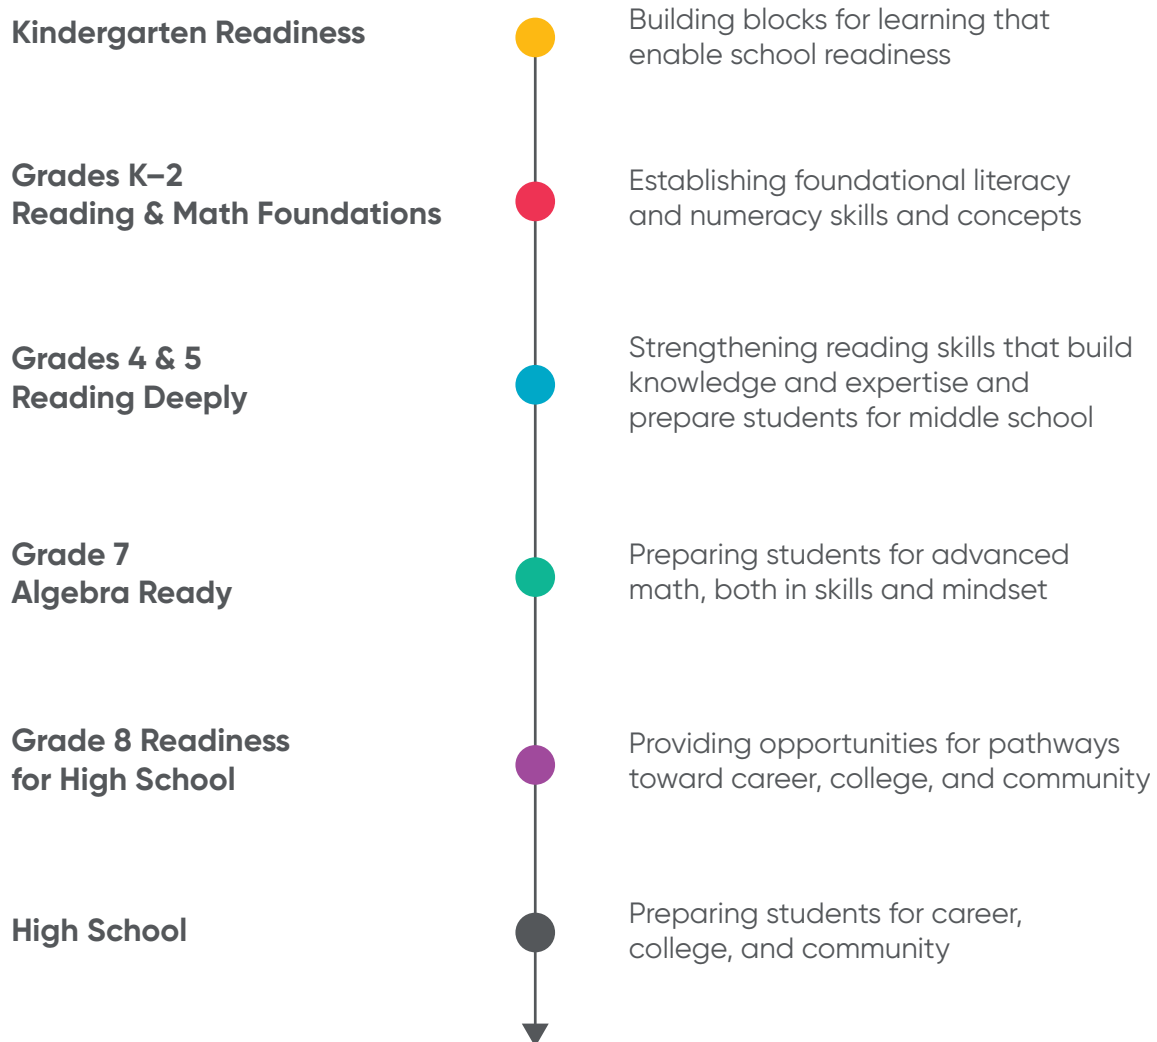 Kindergarten Readiness
Building blocks for learning that
enable school readiness
Grades K–2
Reading & Math Foundations
Establishing foundational literacy
and numeracy skills and concepts
Grades 4 & 5
Reading Deeply
Strengthening reading skills that build
knowledge and expertise and
prepare students for middle school
Grade 7
Algebra Ready
Preparing students for advanced
math, both in skills and mindset
Grade 8 Readiness
for High School
Providing opportunities for pathways
toward career, college, and community
High School
Preparing students for career,
college, and community